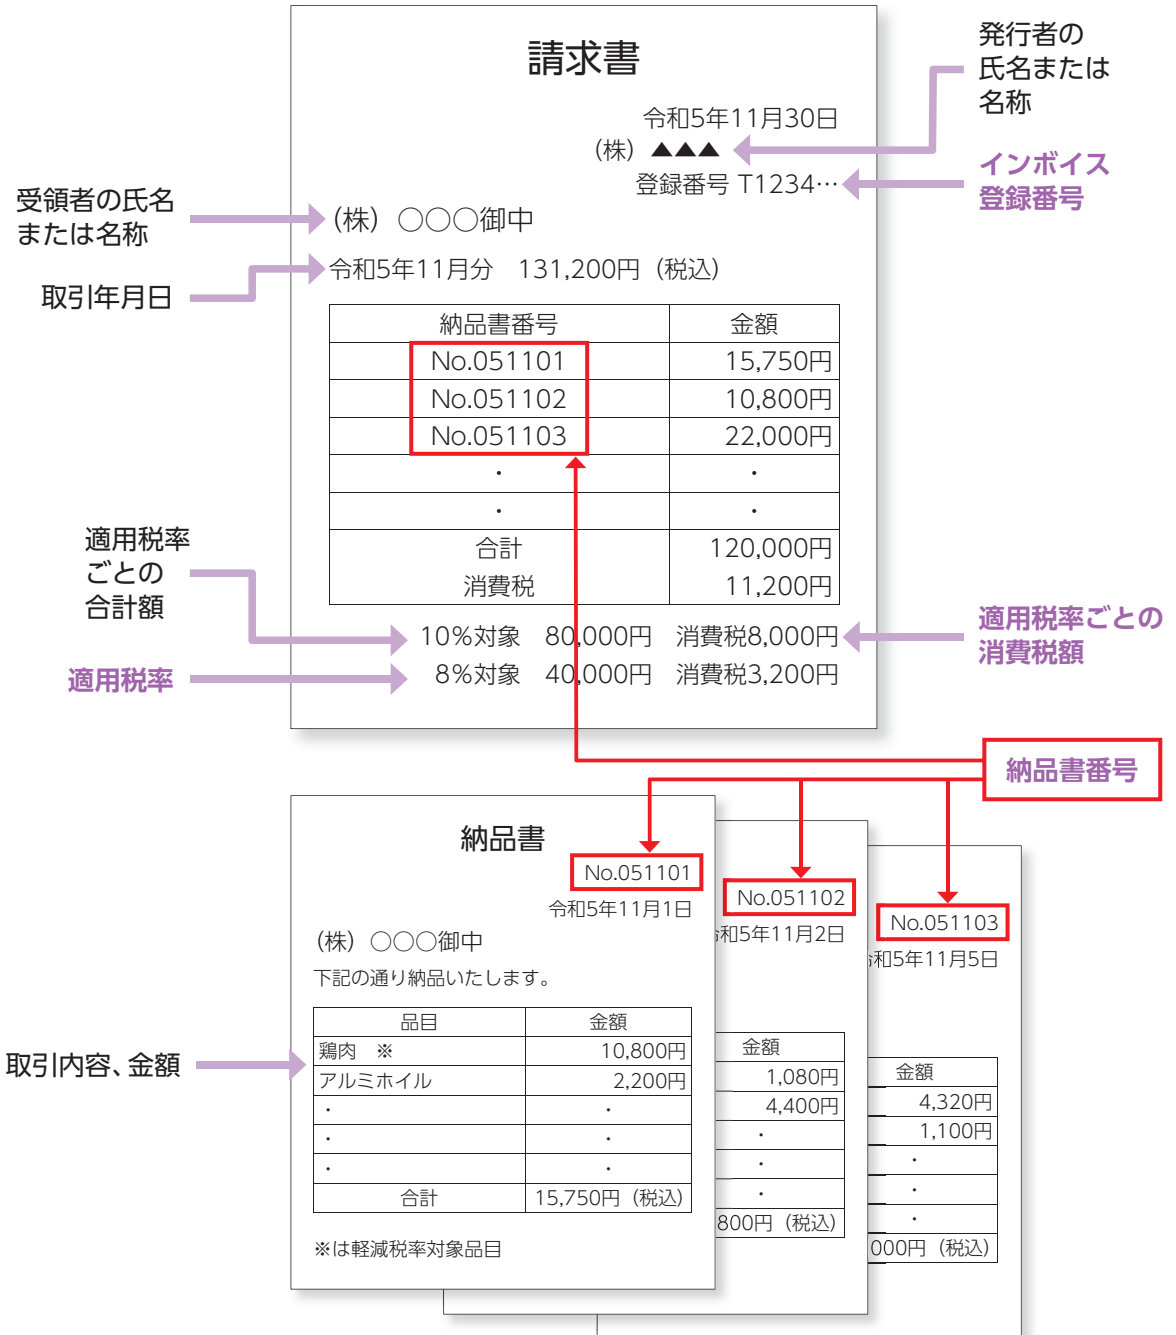 請求書
令和5年11月30日
(株) ▲▲▲
登録番号 T1234…
(株) ○○○御中
令和5年11月分 131,200円 (税込)
納品書番号 金額
No.051101 15,750円
No.051102 10,800円
No.051103 22,000円
・ ・
・ ・
合計 120,000円
消費税 11,200円
10%対象 80,000円 消費税8,000円
8%対象 40,000円 消費税3,200円
発行者の
氏名または
名称
インボイス
登録番号
受領者の氏名
または名称
取引年月日
適用税率
ごとの
合計額
適用税率
適用税率ごとの
消費税額
納品書番号
納品書
No.051101
令和5年11月1日
(株) ○○○御中
下記の通り納品いたします。
品目 金額
鶏肉 ※ 10,800円
アルミホイル 2,200円
・ ・
・ ・
・ ・
合計 15,750円 (税込)
※は軽減税率対象品目
取引内容、金額
No.051102
和5年11月2日
金額
1,080円
4,400円
・
・
・
800円 (税込)
No.051103
和5年11月5日
金額
4,320円
1,100円
・
・
・
000円 (税込)